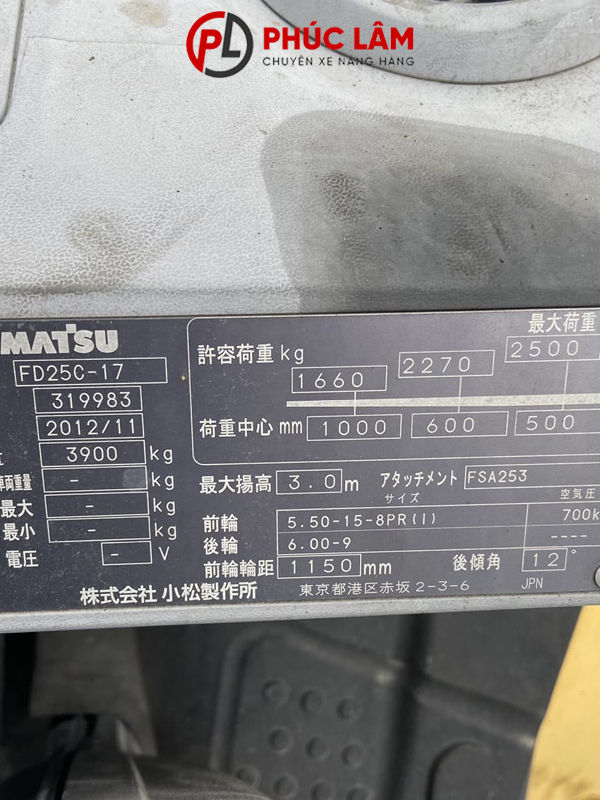 PL PHÚC LÂM
CHUYÊN XE NÂNG HÀNG
MATSU
FD25C-17
319983
2012/11
3900 kg
車両重量 - kg
最大 - kg
最小 - kg
電圧 - V
最大荷重
許容荷重 kg 1660 2270 2500
荷重中心 mm 1000 600 500
最大揚高 3.0 m アタッチメント FSA253
サイズ 空気圧
前輪 5.50-15-8PR(I) 700k
後輪 6.00-9 ----
前輪輪距 1150 mm 後傾角 12°
株式会社 小松製作所 東京都港区赤坂2-3-6 JPN